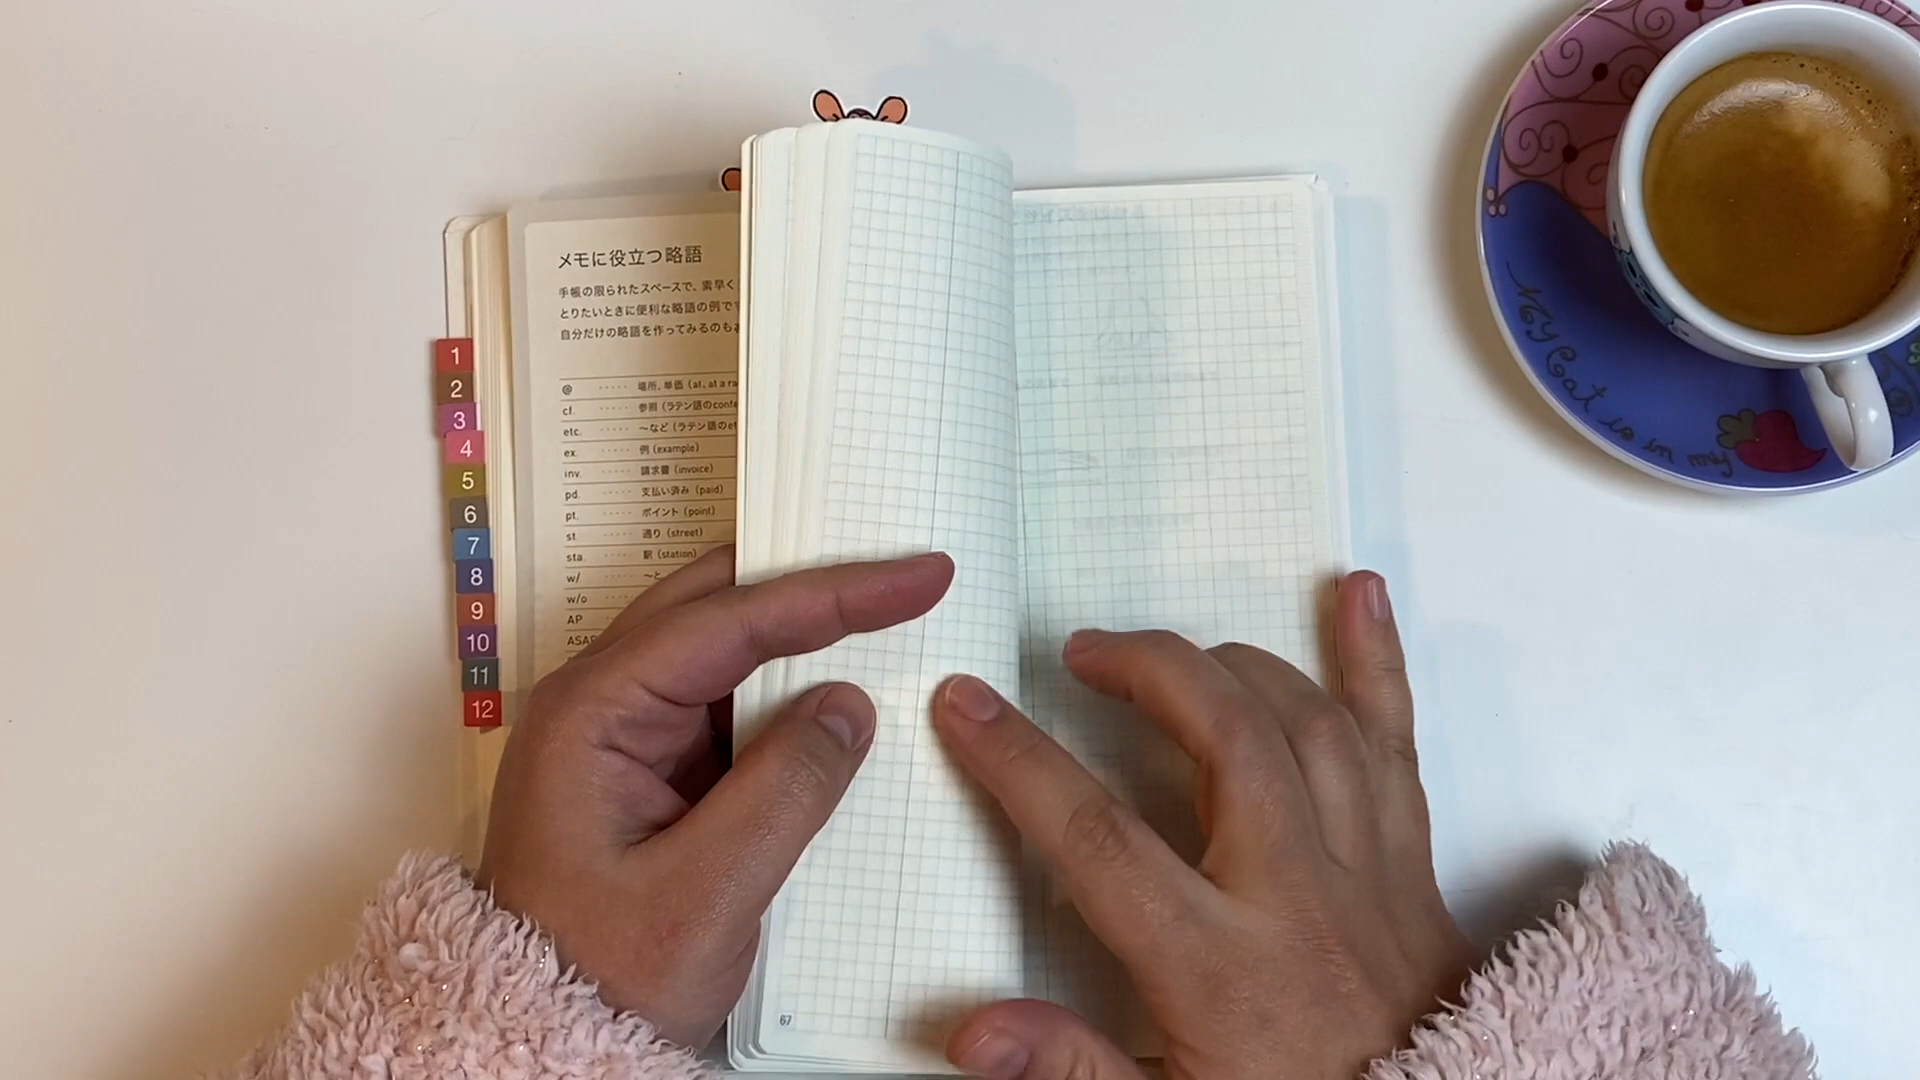 メモに役立つ略語
手帳の限られたスペースで、素早く
とりたいときに便利な略語の例で
自分だけの略語を作ってみるのも
@ ····· 場所、単価 (at, at a ra
cf. ····· 参照 (ラテン語のconfe
etc. ····· 〜など (ラテン語のet
ex. ····· 例 (example)
inv. ····· 請求書 (invoice)
pd. ····· 支払い済み (paid)
pt. ····· ポイント (point)
st. ····· 通り (street)
sta. ····· 駅 (station)
w/ ····· 〜と
w/o
AP
ASAP
1
2
3
4
5
6
7
8
9
10
11
12
67
My Cat is in my